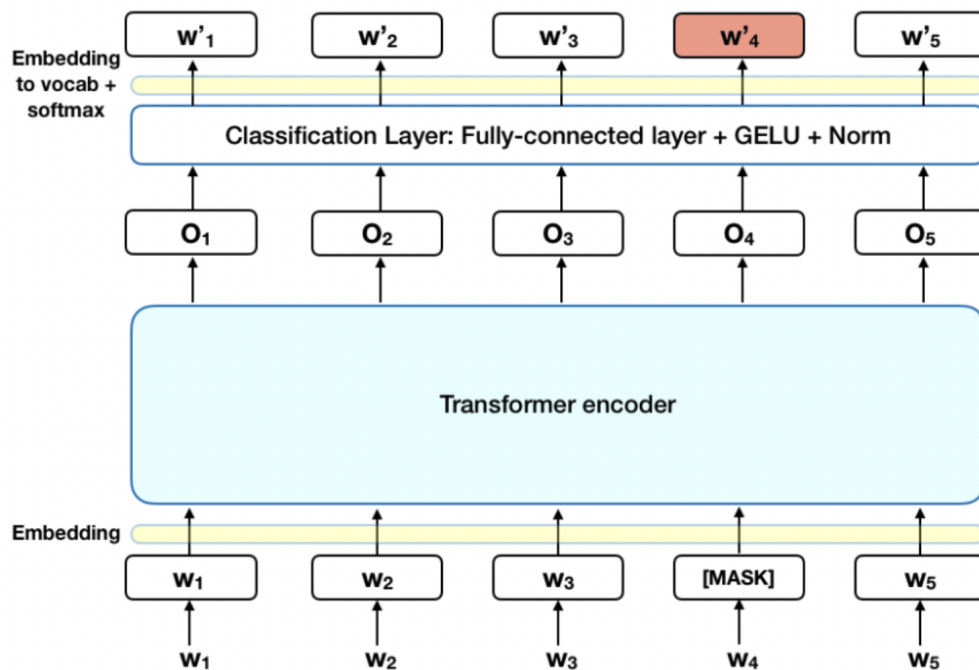 w’₁ w’₂ w’₃ w’₄ w’₅
Embedding
to vocab +
softmax
Classification Layer: Fully-connected layer + GELU + Norm
O₁ O₂ O₃ O₄ O₅
Transformer encoder
Embedding
W₁ W₂ W₃ [MASK] W₅
W₁ W₂ W₃ W₄ W₅